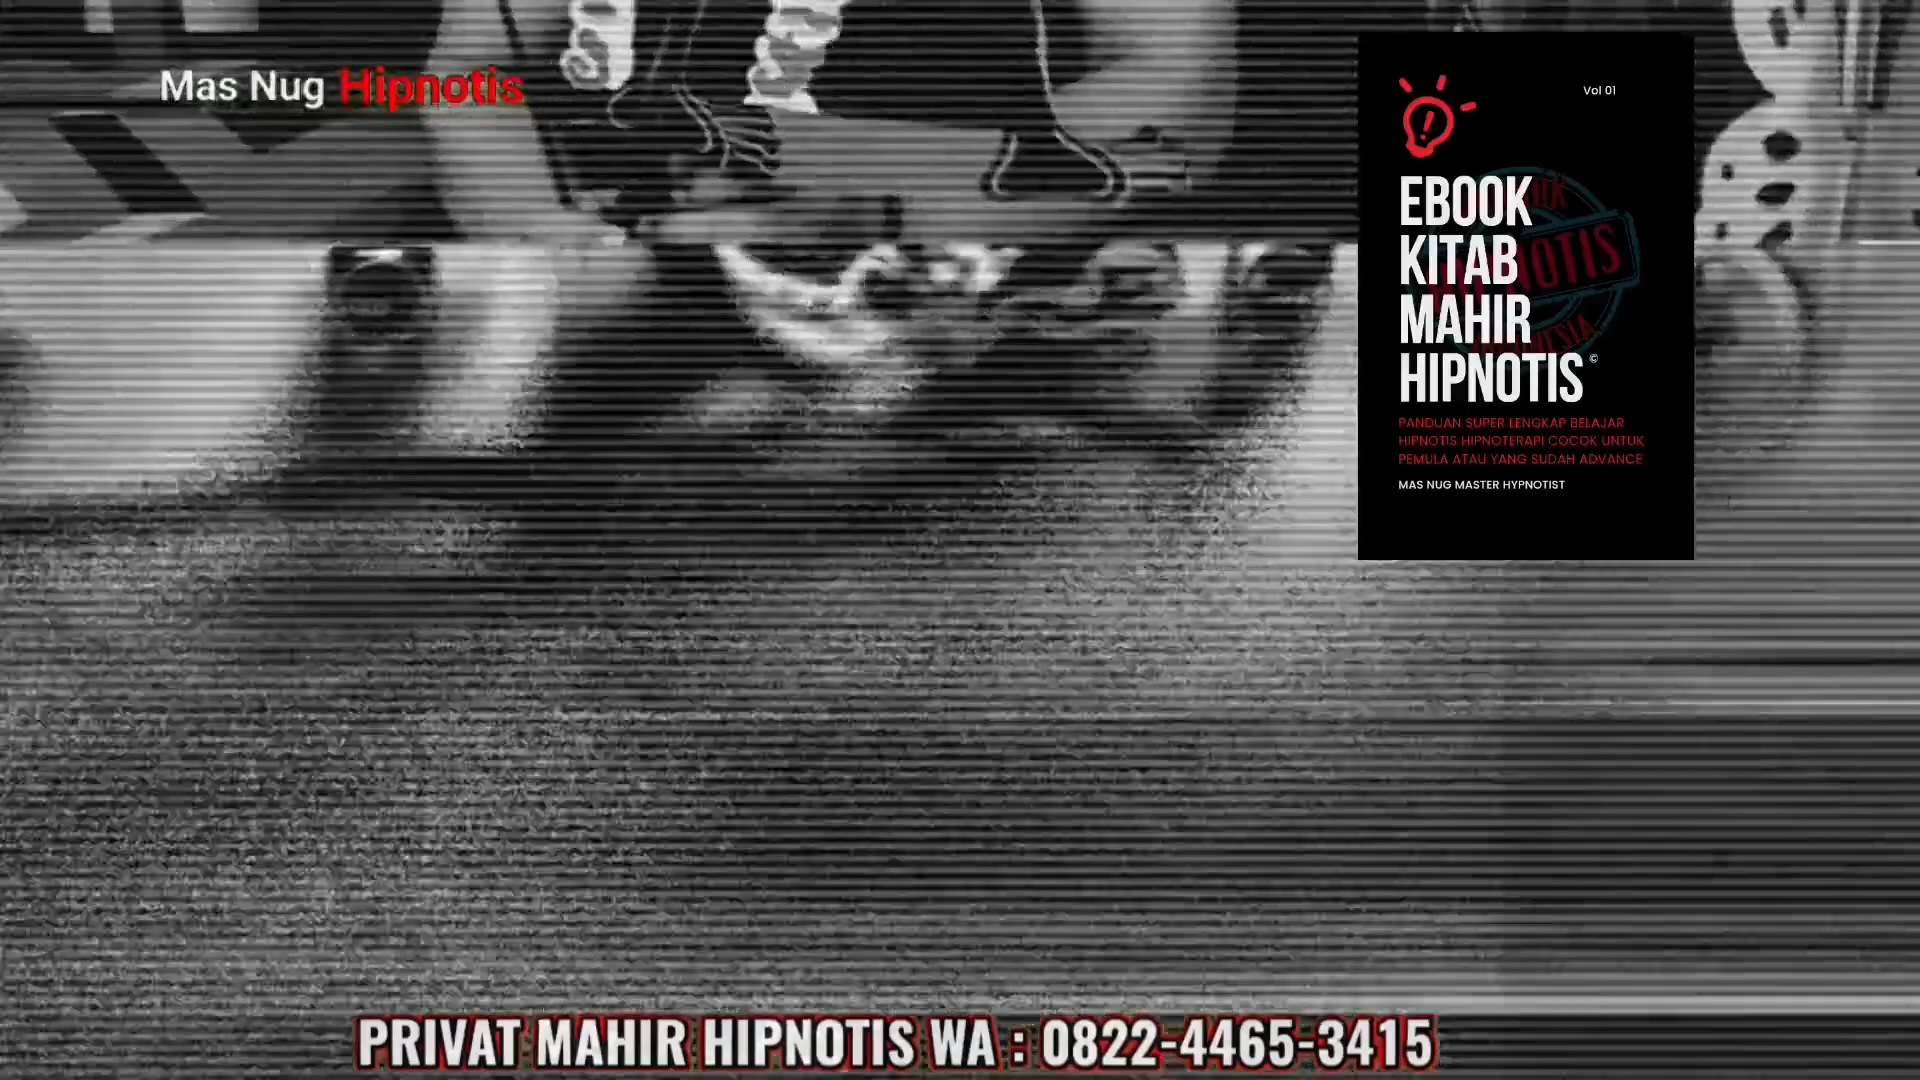 Mas Nug Hipnotis
Vol 01
EBOOK
KITAB
MAHIR
HIPNOTIS ©
PANDUAN SUPER LENGKAP BELAJAR
HIPNOTIS HIPNOTERAPI COCOK UNTUK
PEMULA ATAU YANG SUDAH ADVANCE
MAS NUG MASTER HYPNOTIST
PRIVAT MAHIR HIPNOTIS WA : 0822-4465-3415